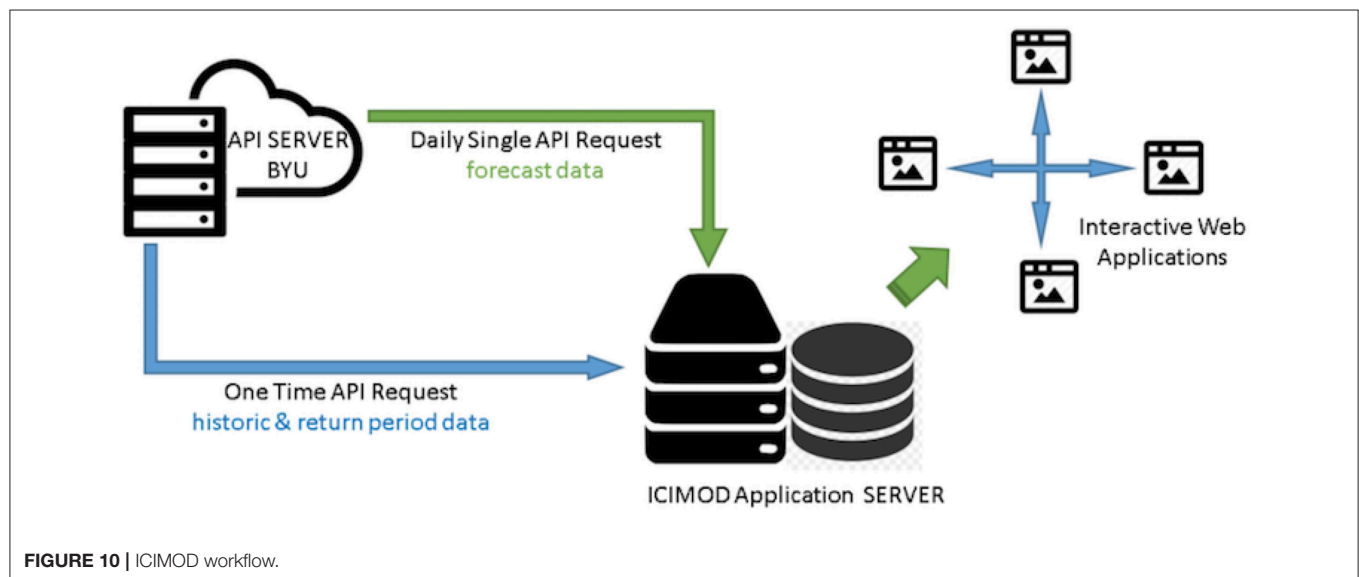 API SERVER
BYU
Daily Single API Request
forecast data
Interactive Web
Applications
One Time API Request
historic & return period data
ICIMOD Application SERVER
FIGURE 10 | ICIMOD workflow.